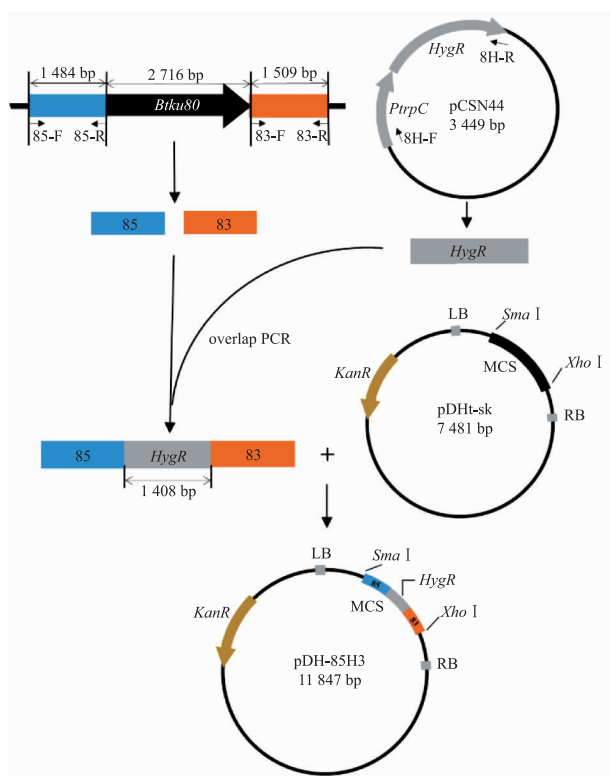 1 484 bp
2 716 bp
1 509 bp
Btku80
85-F
85-R
83-F
83-R
HygR
8H-R
PtrpC
pCSN44
3 449 bp
8H-F
85
83
HygR
overlap PCR
LB
Sma I
MCS
Xho I
KanR
pDHt-sk
7 481 bp
RB
85
HygR
83
+
1 408 bp
LB
Sma I
85
HygR
MCS
83
Xho I
KanR
pDH-85H3
11 847 bp
RB